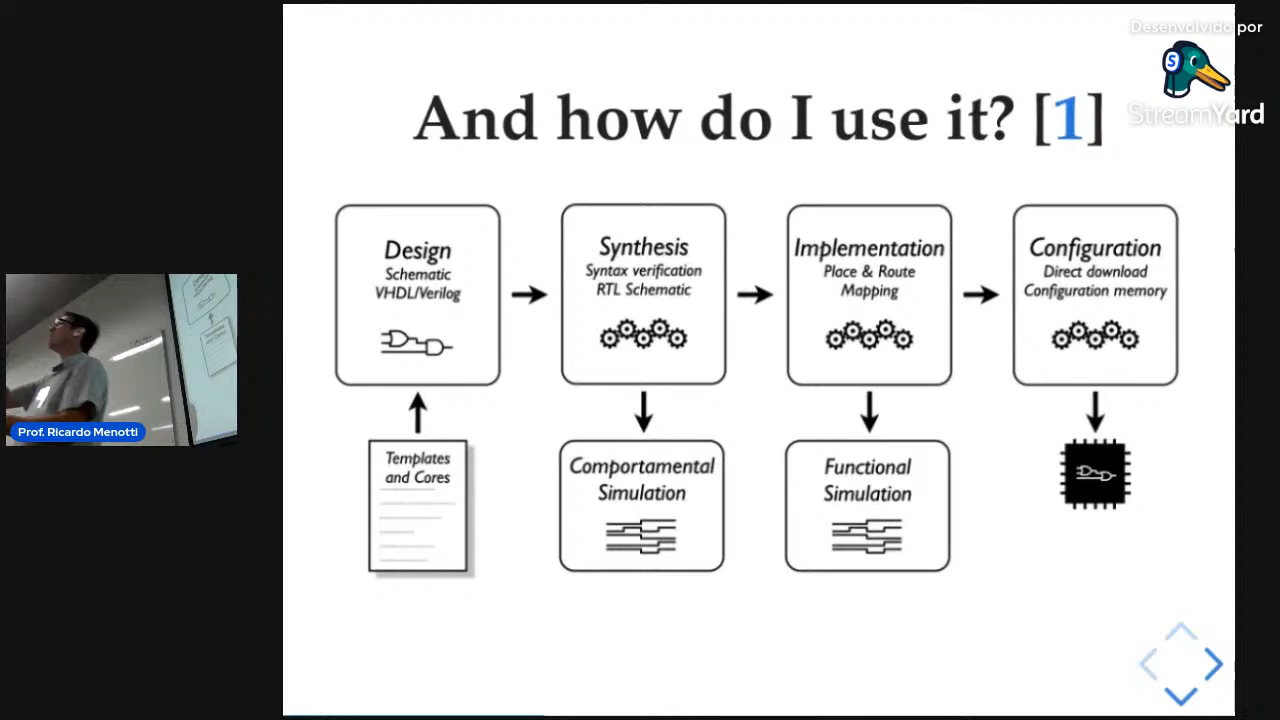 Desenvolvido por
StreamYard
And how do I use it? [1]
Design
Schematic
VHDL/Verilog
Synthesis
Syntax verification
RTL Schematic
Implementation
Place & Route
Mapping
Configuration
Direct download
Configuration memory
Templates
and Cores
Comportamental
Simulation
Functional
Simulation
Prof. Ricardo Menotti